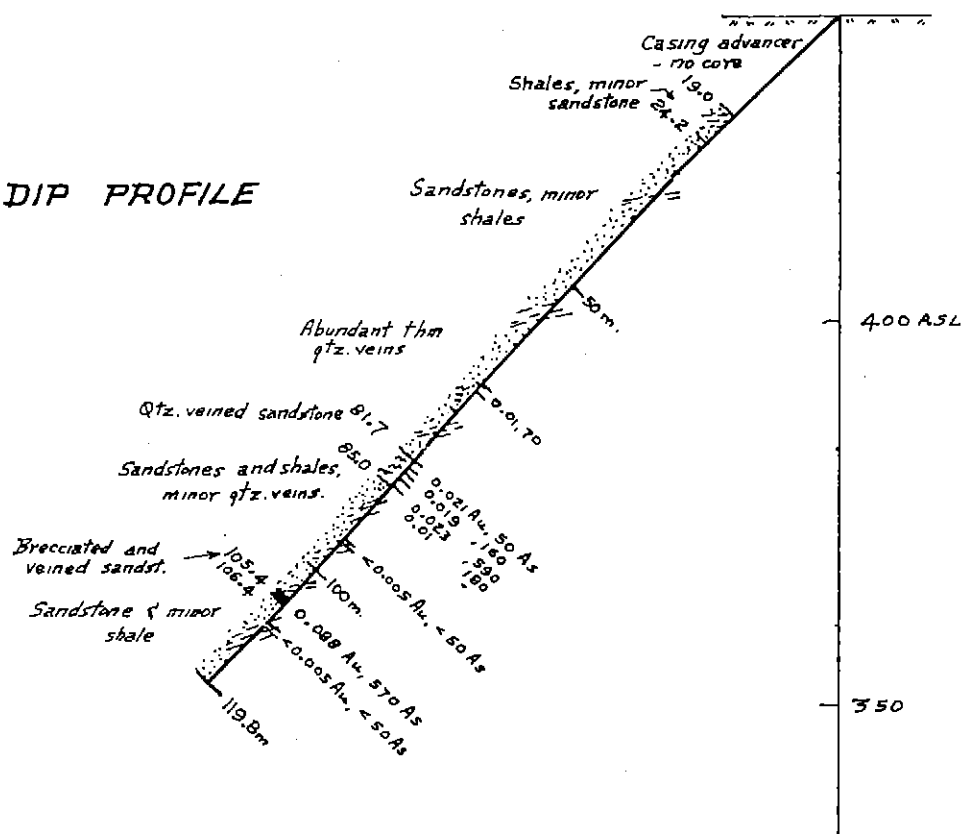 Casing advancer
- no core
19.0
Shales, minor
sandstone
24.2
DIP PROFILE
Sandstones, minor
shales
50 m.
400 ASL
Abundant thin
qtz. veins
0.01, 70
Qtz. veined sandstone 81.7
85.0
Sandstones and shales,
minor qtz. veins.
0.021 Au, 50 As
0.019 , 160
0.023 , 590
0.01 , 180
Brecciated and
veined sandst.
105.4
106.4
100 m.
<0.005 Au, <50 As
Sandstone & minor
shale
0.088 Au, 570 As
<0.005 Au, <50 As
119.8m
350